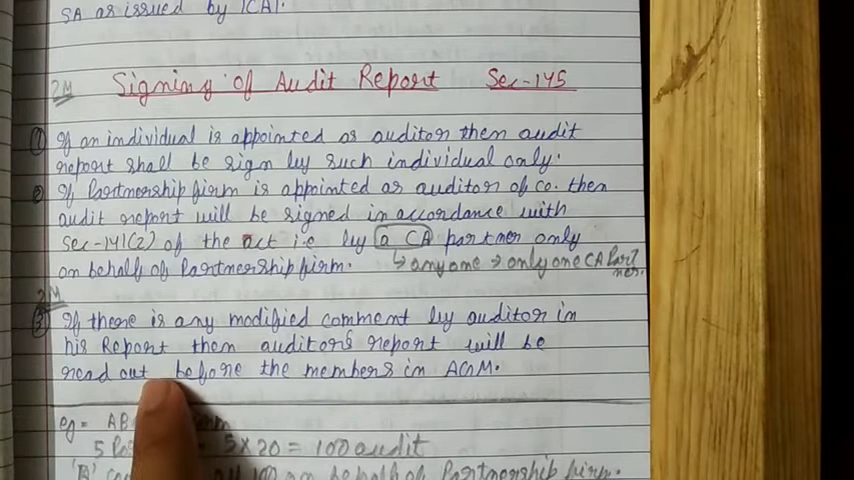 SA as issued by ICAI.
2M Signing of Audit Report Sec-145
① If an individual is appointed as auditor then audit
report shall be sign by such individual only.
② If Partnership firm is appointed as auditor of co. then
audit report will be signed in accordance with
Sec-141(2) of the act i.e by a CA partner only
on behalf of Partnership firm. ↳ anyone → only one CA Partner.
2M
③ If there is any modified comment by auditor in
his Report then auditors report will be
read out before the members in AGM.
eg = AB
5 5×20 = 100 audit
'B' 100 on behalf of Partnership firm.